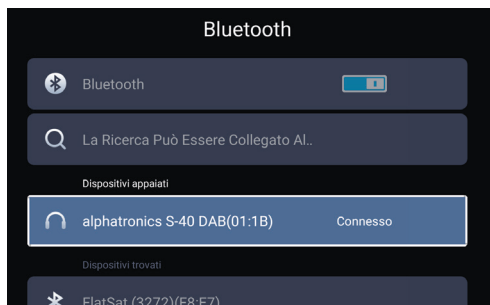 Bluetooth
Bluetooth
La Ricerca Può Essere Collegato Al..
Dispositivi appaiati
alphatronics S-40 DAB(01:1B) Connesso
Dispositivi trovati
FlatSat (3272)(F8:F7)